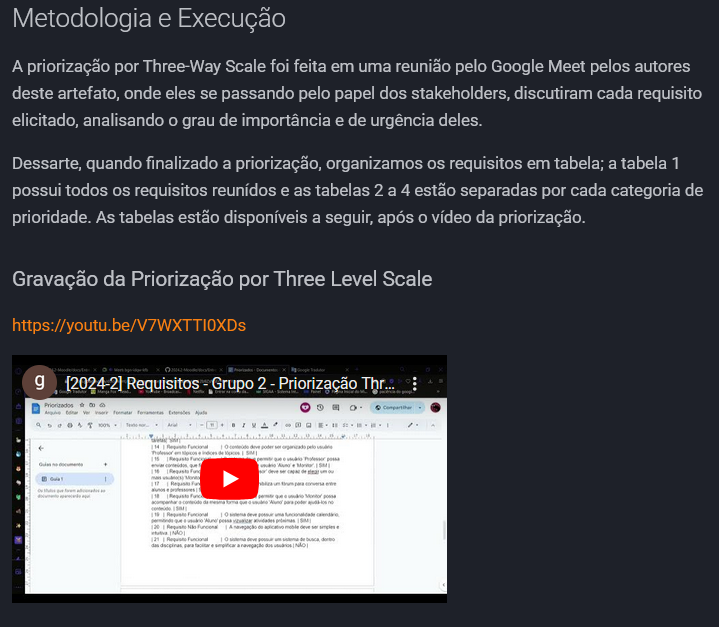 Metodologia e Execução
A priorização por Three-Way Scale foi feita em uma reunião pelo Google Meet pelos autores
deste artefato, onde eles se passando pelo papel dos stakeholders, discutiram cada requisito
elicitado, analisando o grau de importância e de urgência deles.
Dessarte, quando finalizado a priorização, organizamos os requisitos em tabela; a tabela 1
possui todos os requisitos reunídos e as tabelas 2 a 4 estão separadas por cada categoria de
prioridade. As tabelas estão disponíveis a seguir, após o vídeo da priorização.
Gravação da Priorização por Three Level Scale
https://youtu.be/V7WXTTI0XDs
g
[2024-2] Requisitos - Grupo 2 - Priorização Thr...
Priorizados
Arquivo Editar Ver Inserir Formatar Ferramentas Extensões Ajuda
Compartilhar
100%
Arial
11
Guias no documento
Guia 1
Os títulos que forem adicionados ao
documento aparecerão aqui
| 14 | Requisito Funcional | O conteúdo deve poder ser organizado pelo usuário
'Professor' em tópicos e índices de tópicos | SIM |
| 15 | Requisito Funcional permitir que o usuário 'Professor' possa
enviar conteúdos, que usuário 'Aluno' e 'Monitor'. | SIM |
| 16 | Requisito Funcional deve ser capaz de eleger um ou
mais usuário(s) 'Monitor'
| 17 | Requisito um fórum para conversa entre
alunos e professores |
| 18 | Requisito Funcional permitir que o usuário 'Monitor' possa
acompanhar o conteúdo da mesma forma que o usuário 'Aluno' para poder ajudá-los no
conteúdo | SIM |
| 19 | Requisito Funcional | O sistema deve possuir uma funcionalidade calendário,
permitindo que o usuário 'Aluno' possa vizualizar atividades próximas. | SIM |
| 20 | Requisito Não Funcional | A navegação do aplicativo mobile deve ser simples e
intuitiva. | NÃO |
| 21 | Requisito Funcional | O sistema deve possuir um sistema de busca, dentro
das disciplinas, para facilitar e simplificar a navegação dos usuários | NÃO |